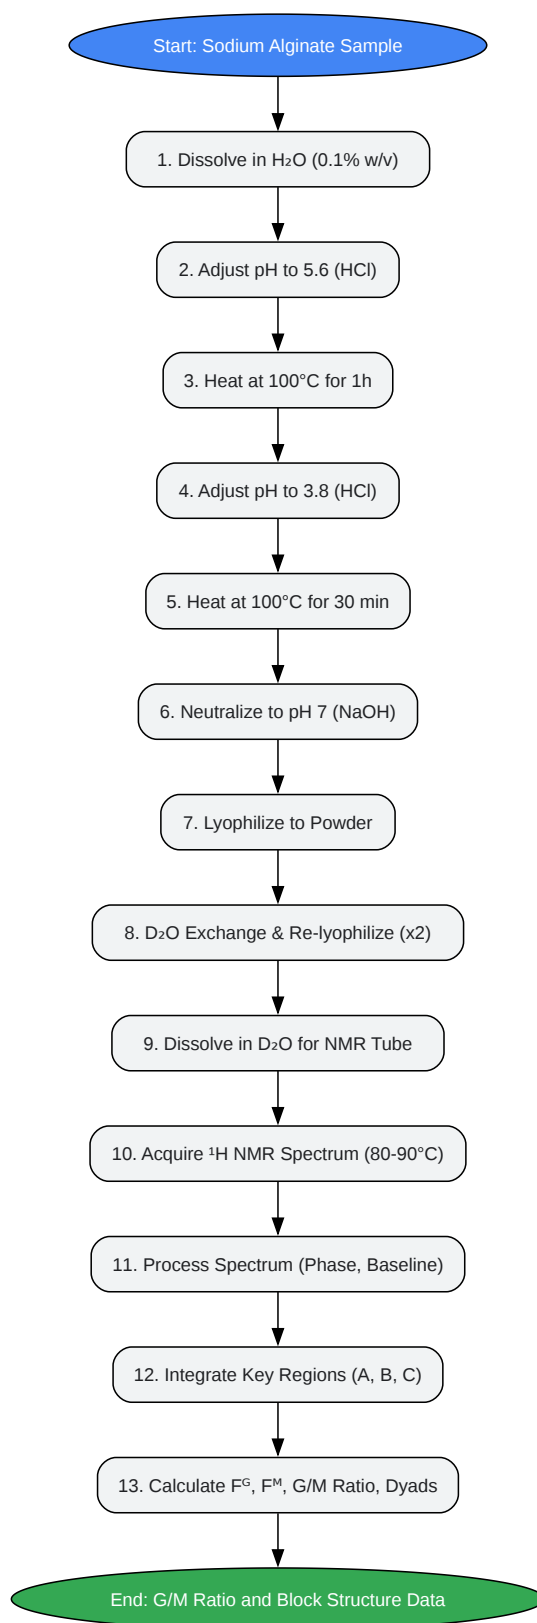 Start: Sodium Alginate Sample
1. Dissolve in H₂O (0.1% w/v)
2. Adjust pH to 5.6 (HCl)
3. Heat at 100°C for 1h
4. Adjust pH to 3.8 (HCl)
5. Heat at 100°C for 30 min
6. Neutralize to pH 7 (NaOH)
7. Lyophilize to Powder
8. D₂O Exchange & Re-lyophilize (x2)
9. Dissolve in D₂O for NMR Tube
10. Acquire ¹H NMR Spectrum (80-90°C)
11. Process Spectrum (Phase, Baseline)
12. Integrate Key Regions (A, B, C)
13. Calculate Fᴳ, Fᴹ, G/M Ratio, Dyads
End: G/M Ratio and Block Structure Data